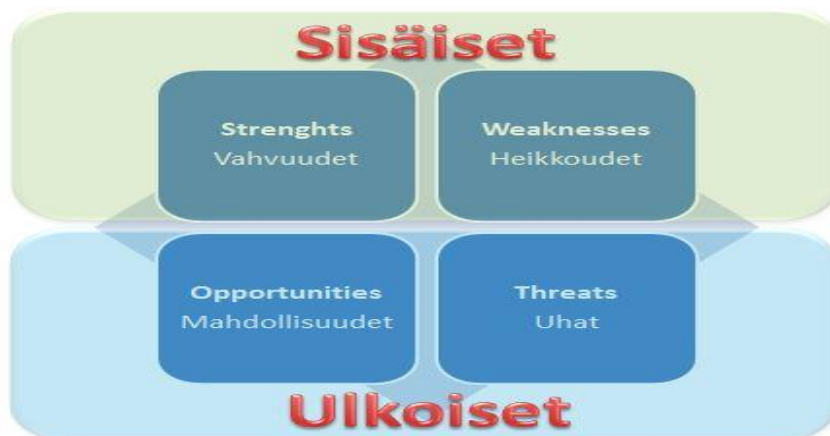 Sisäiset
Strenghts
Vahvuudet
Weaknesses
Heikkoudet
Opportunities
Mahdollisuudet
Threats
Uhat
Ulkoiset